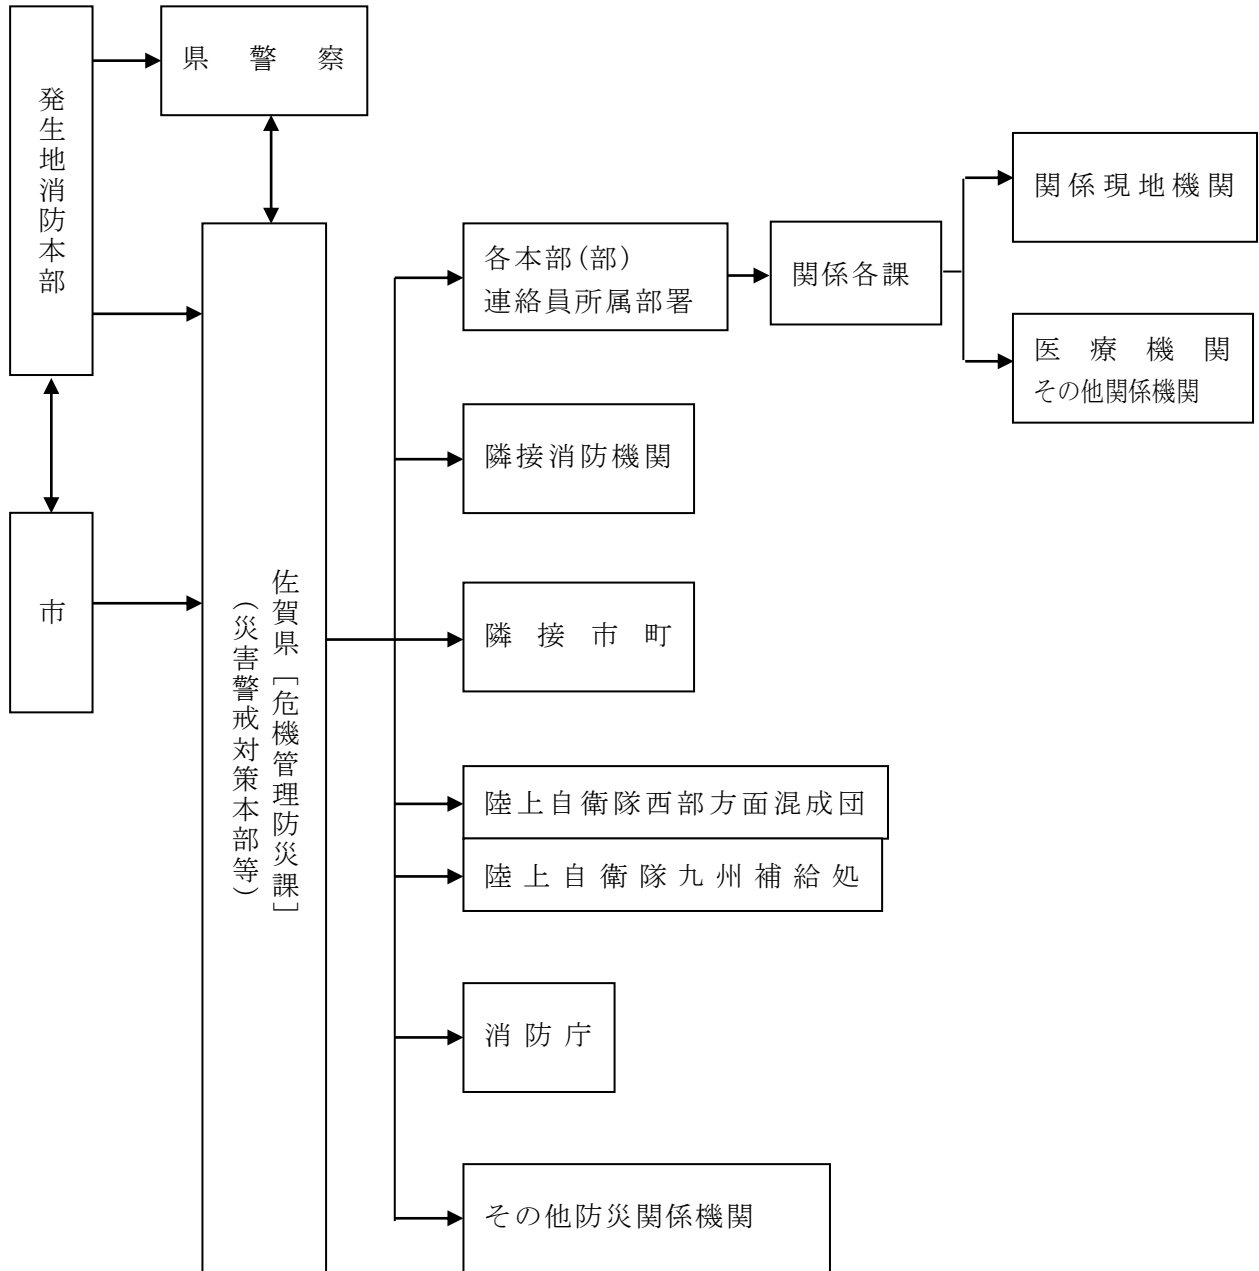 県警察
発生地消防本部
市
佐賀県［危機管理防災課］
（災害警戒対策本部等）
各本部(部)
連絡員所属部署
関係各課
関係現地機関
医療機関
その他関係機関
隣接消防機関
隣接市町
陸上自衛隊西部方面混成団
陸上自衛隊九州補給処
消防庁
その他防災関係機関